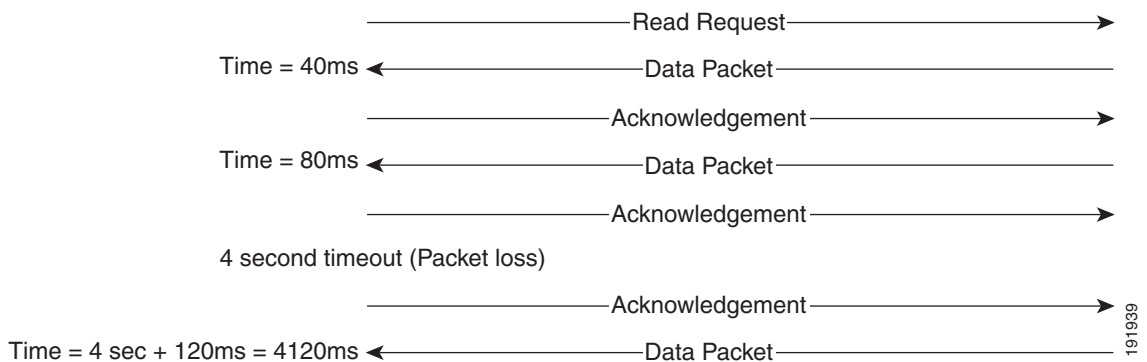 Read Request
Time = 40ms
Data Packet
Acknowledgement
Time = 80ms
Data Packet
Acknowledgement
4 second timeout (Packet loss)
Acknowledgement
Time = 4 sec + 120ms = 4120ms
Data Packet
191939